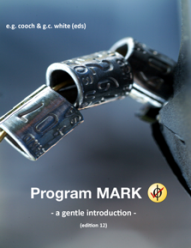 e.g. cooch & g.c. white (eds)
Program MARK
- a gentle introduction -
(edition 12)